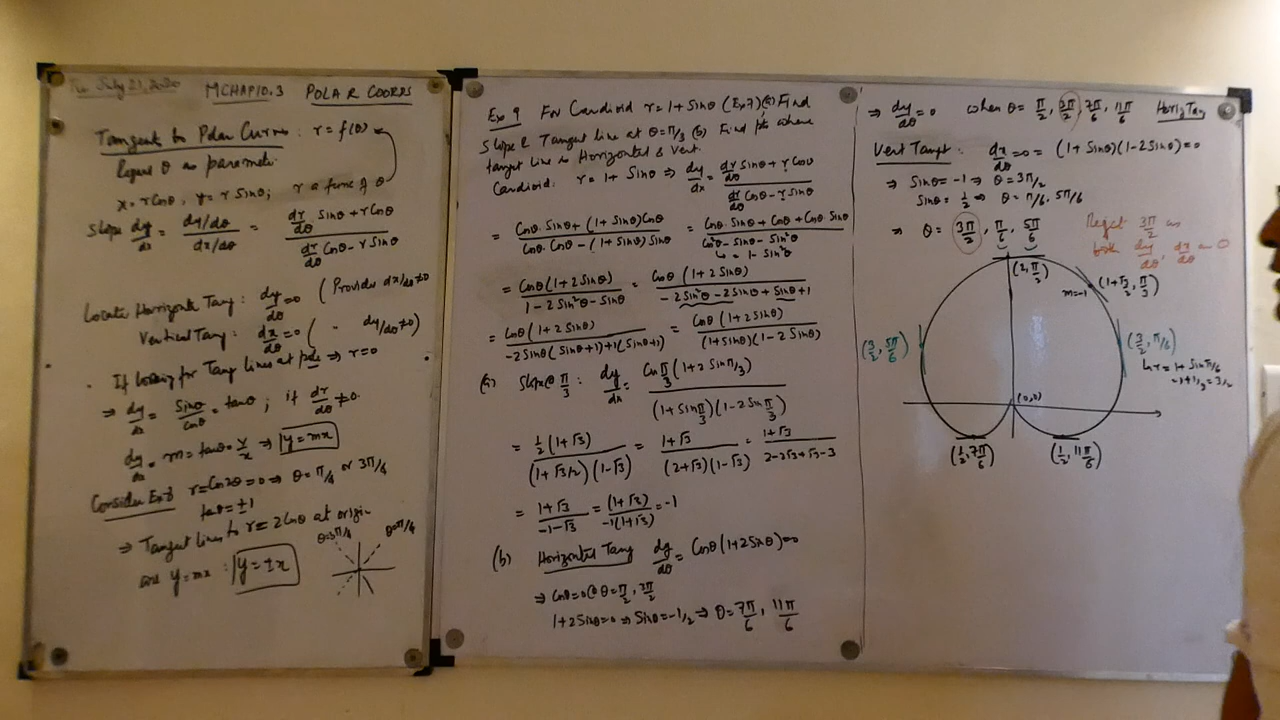 July 21, 2020 MCHAP10.3 POLAR COORDS
Tangents to Polar Curves : r = f(θ)
Regard θ as parameter
x = r Cosθ, y = r Sinθ; r a func of θ
Slope dy/dx = (dy/dθ)/(dx/dθ) = (dr/dθ Sinθ + r Cosθ)/(dr/dθ Cosθ - r Sinθ)
Locate Horizontal Tang : dy/dθ = 0 (Provided dx/dθ ≠ 0)
Vertical Tang : dx/dθ = 0 ( " dy/dθ ≠ 0)
· If looking for Tang lines at pole ⇒ r = 0
⇒ dy/dx = Sinθ/Cosθ = tanθ ; if dr/dθ ≠ 0.
dy/dx = m = tanθ = y/x ⇒ y = mx
Consider Ex8 r = Cos2θ = 0 ⇒ θ = π/4 or 3π/4
tanθ = ±1
⇒ Tangent lines to r = 2Cosθ at origin
are y = mx : y = ±x
θ=3π/4 θ=π/4
Ex 9 For Cardioid r = 1 + Sinθ (Ex7) (a) Find
Slope & Tangent line at θ = π/3 (b) Find pts where
tangent line is Horizontal & Vert.
Cardioid: r = 1 + Sinθ ⇒ dy/dx = (dr/dθ Sinθ + r Cosθ)/(dr/dθ Cosθ - r Sinθ)
= (Cosθ Sinθ + (1 + Sinθ) Cosθ)/(Cosθ Cosθ - (1 + Sinθ) Sinθ) = (Cosθ Sinθ + Cosθ + Cosθ Sinθ)/(Cos²θ - Sinθ - Sin²θ)
↳ = 1 - Sin²θ
= Cosθ(1 + 2Sinθ)/(1 - 2Sin²θ - Sinθ) = Cosθ(1 + 2Sinθ)/(-2Sin²θ - 2Sinθ + Sinθ + 1)
= Cosθ(1 + 2Sinθ)/(-2Sinθ(Sinθ+1) + 1(Sinθ+1)) = Cosθ(1 + 2Sinθ)/((1 + Sinθ)(1 - 2Sinθ))
(a) Slope @ π/3 : dy/dx = Cos π/3 (1 + 2 Sin π/3)/((1 + Sin π/3)(1 - 2 Sin π/3))
= ½(1 + √3)/((1 + √3/2)(1 - √3)) = (1 + √3)/((2 + √3)(1 - √3)) = (1 + √3)/(2 - 2√3 + √3 - 3)
= (1 + √3)/(-1 - √3) = (1 + √3)/(-1(1 + √3)) = -1
(b) Horizontal Tang dy/dθ = Cosθ(1 + 2Sinθ) = 0
⇒ Cosθ = 0 @ θ = π/2, 3π/2
1 + 2Sinθ = 0 ⇒ Sinθ = -1/2 ⇒ θ = 7π/6, 11π/6
⇒ dy/dθ = 0 when θ = π/2, 3π/2, 7π/6, 11π/6 Horiz Tan
Vert Tangt : dx/dθ = 0 = (1 + Sinθ)(1 - 2Sinθ) = 0
⇒ Sinθ = -1 ⇒ θ = 3π/2
Sinθ = ½ ⇒ θ = π/6, 5π/6
⇒ θ = 3π/2, π/6, 5π/6
Reject 3π/2 as
both dy/dθ, dx/dθ = 0
(2, π/2)
m = -1
(1 + √3/2, π/3)
(3/2, 5π/6)
(3/2, π/6)
r = 1 + Sin π/6
= 1 + 1/2 = 3/2
(0,0)
(½, 7π/6)
(½, 11π/6)